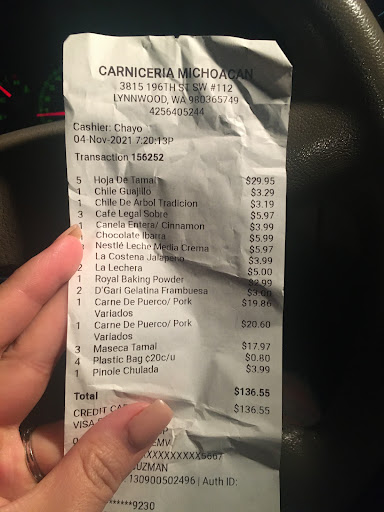 CARNICERIA MICHOACAN
3815 196TH ST SW #112
LYNNWOOD, WA 980365749
4256405244
Cashier: Chayo
04-Nov-2021 7:20:13P
Transaction 156252
5 Hoja De Tamal $29.95
1 Chile Guajillo $3.29
1 Chile De Arbol Tradicion $3.19
3 Café Legal Sobre $5.97
1 Canela Entera/ Cinnamon $3.99
Chocolate Ibarra $5.99
1 Nestlé Leche Media Crema $5.97
La Costena Jalapeno $3.99
2 La Lechera $5.00
1 Royal Baking Powder
2 D'Gari Gelatina Frambuesa
1 Carne De Puerco/ Pork $19.86
Variados
1 Carne De Puerco/ Pork $20.60
Variados
3 Maseca Tamal $17.97
4 Plastic Bag ¢20c/u $0.80
1 Pinole Chulada $3.99
Total $136.55
CREDIT $136.55
VISA
EMV
XXXXXXXXXXXX5667
GUZMAN
130900502496 | Auth ID:
******9230